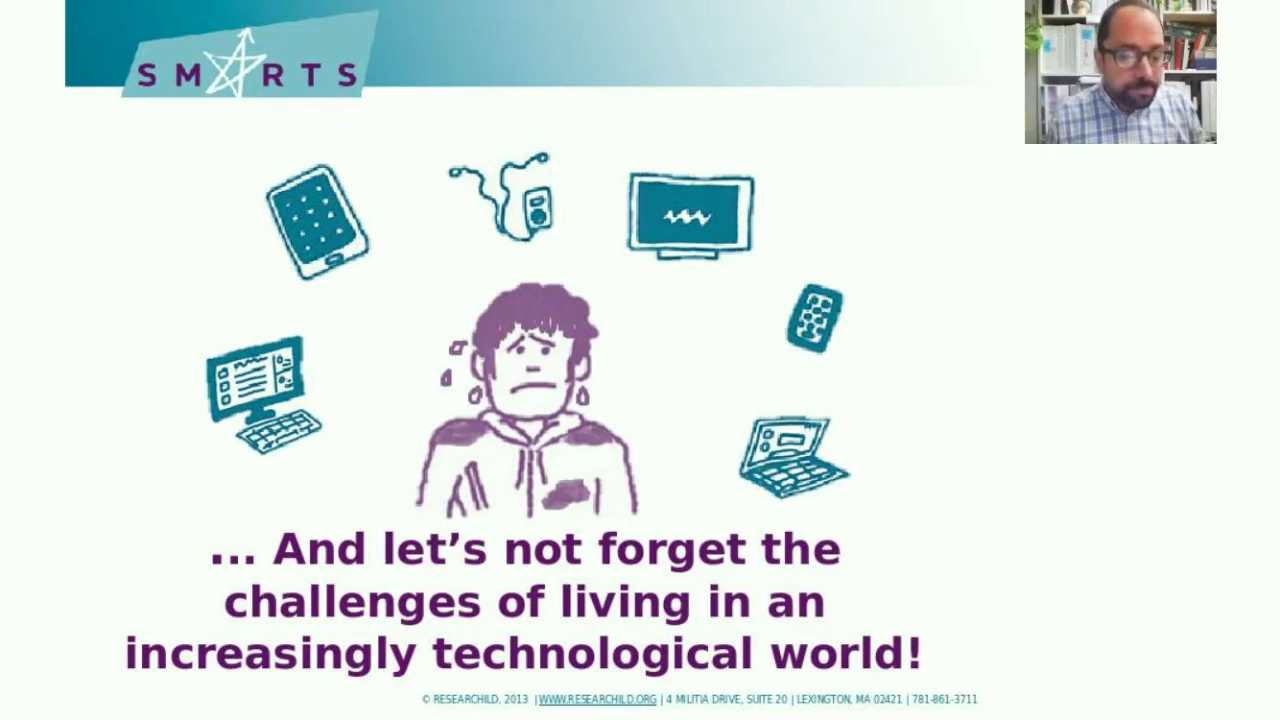 SMARTS
... And let’s not forget the
challenges of living in an
increasingly technological world!
© RESEARCHILD, 2013 | WWW.RESEARCHILD.ORG | 4 MILITIA DRIVE, SUITE 20 | LEXINGTON, MA 02421 | 781-861-3711